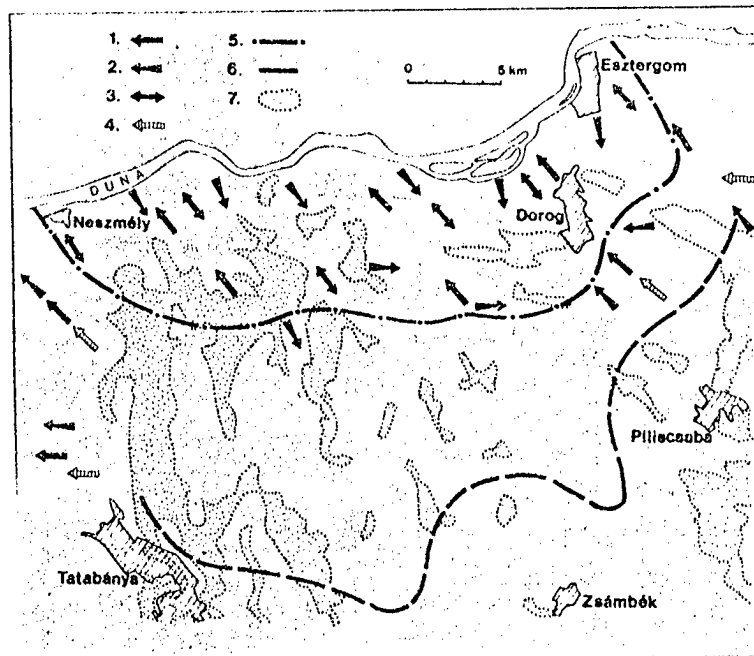 1.
2.
3.
4.
5.
6.
7.
0 5 km
Esztergom
DUNA
Neszmély
Dorog
Piliscsaba
Tatabánya
Zsámbék